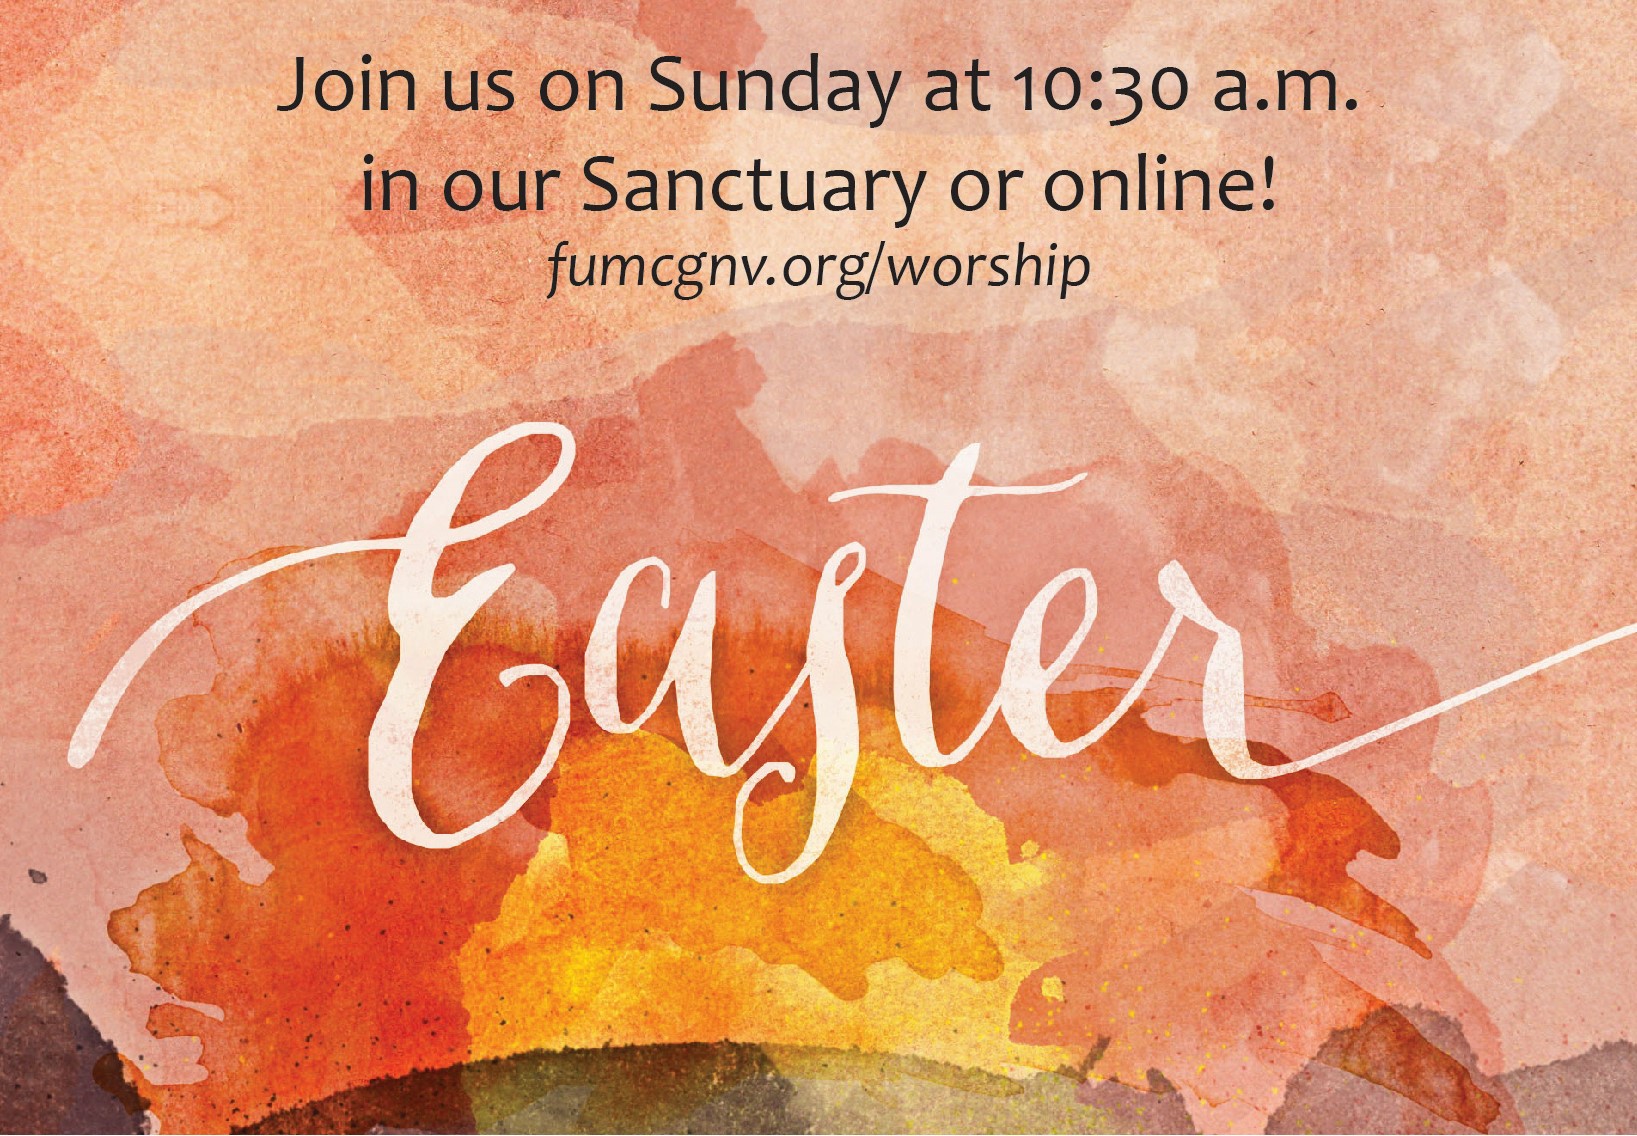 Join us on Sunday at 10:30 a.m.
in our Sanctuary or online!
fumcgnv.org/worship
Easter